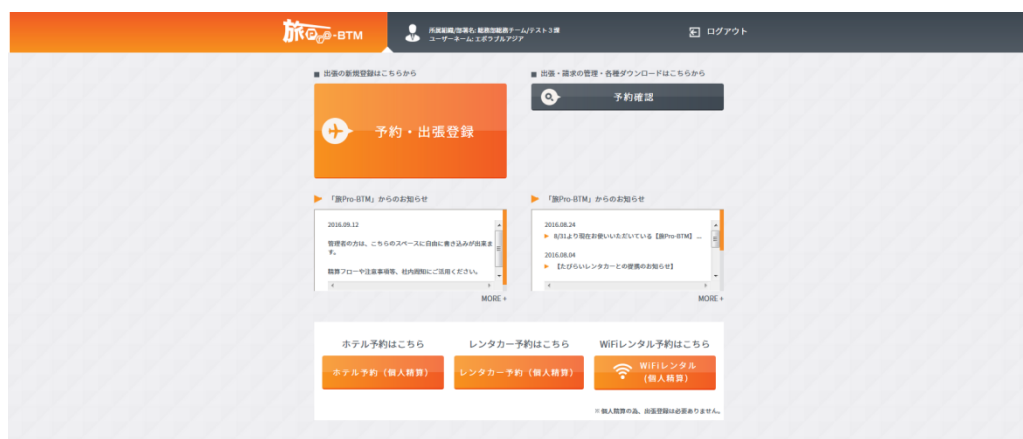 旅Pro-BTM
所属組織/部署名: 総務部総務チーム/テスト3課
ユーザーネーム: エボラブルアジア
ログアウト
■ 出張の新規登録はこちらから
予約・出張登録
■ 出張・請求の管理・各種ダウンロードはこちらから
予約確認
「旅Pro-BTM」からのお知らせ
2016.09.12
管理者の方は、こちらのスペースに自由に書き込みが出来ま
す。
精算フローや注意事項等、社内周知にご活用ください。
MORE
「旅Pro-BTM」からのお知らせ
2016.08.24
8/31より現在お使いいただいている【旅Pro-BTM】 ...
2016.08.04
【たびらいレンタカーとの提携のお知らせ】
MORE
ホテル予約はこちら
ホテル予約（個人精算）
レンタカー予約はこちら
レンタカー予約（個人精算）
WiFiレンタル予約はこちら
WiFiレンタル
(個人精算)
※個人精算の為、出張登録は必要ありません。